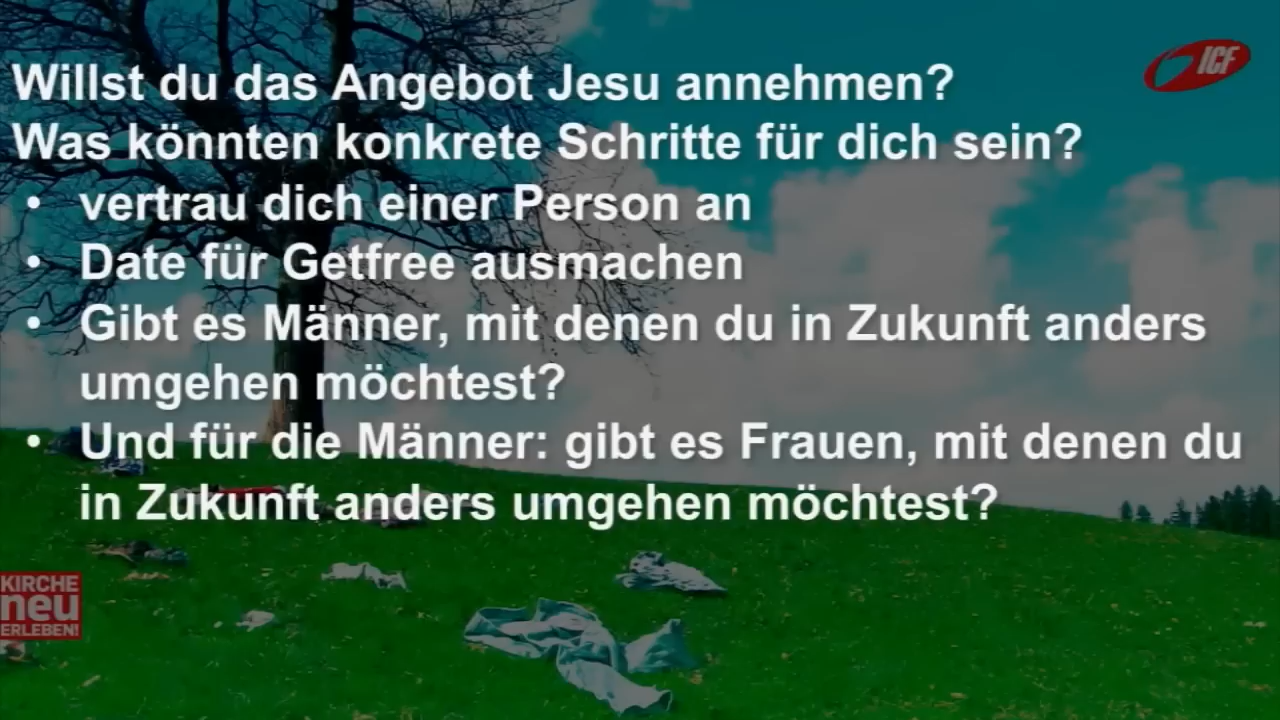 ICF
Willst du das Angebot Jesu annehmen?
Was könnten konkrete Schritte für dich sein?
• vertrau dich einer Person an
• Date für Getfree ausmachen
• Gibt es Männer, mit denen du in Zukunft anders
umgehen möchtest?
• Und für die Männer: gibt es Frauen, mit denen du
in Zukunft anders umgehen möchtest?
KIRCHE
neu
ERLEBEN!